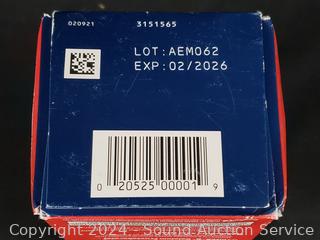 020921 3151565
LOT: AEM062
EXP: 02/2026
0 20525 00001 9
Copyright © 2024 - Sound Auction Service